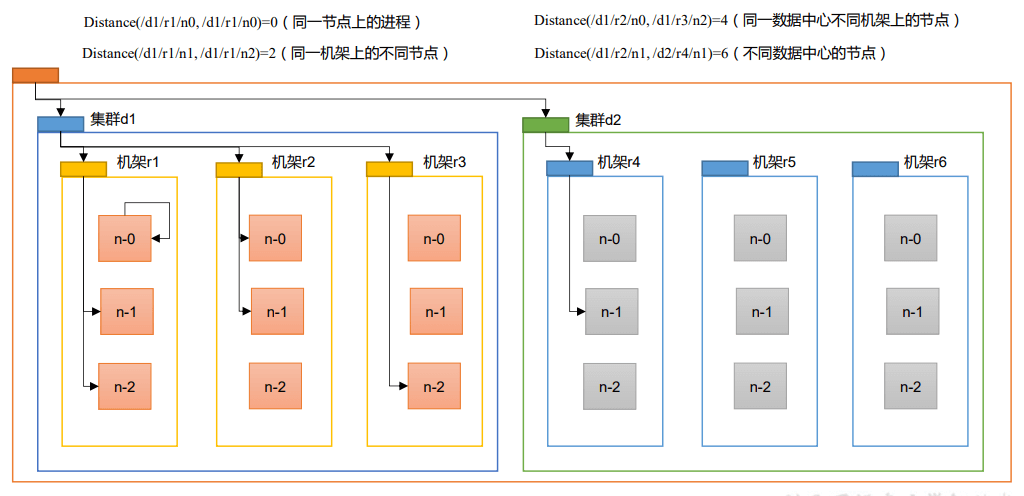 Distance(/d1/r1/n0, /d1/r1/n0)=0（同一节点上的进程）
Distance(/d1/r1/n1, /d1/r1/n2)=2（同一机架上的不同节点）
Distance(/d1/r2/n0, /d1/r3/n2)=4（同一数据中心不同机架上的节点）
Distance(/d1/r2/n1, /d2/r4/n1)=6（不同数据中心的节点）
集群d1
集群d2
机架r1
机架r2
机架r3
机架r4
机架r5
机架r6
n-0
n-0
n-0
n-0
n-0
n-0
n-1
n-1
n-1
n-1
n-1
n-1
n-2
n-2
n-2
n-2
n-2
n-2